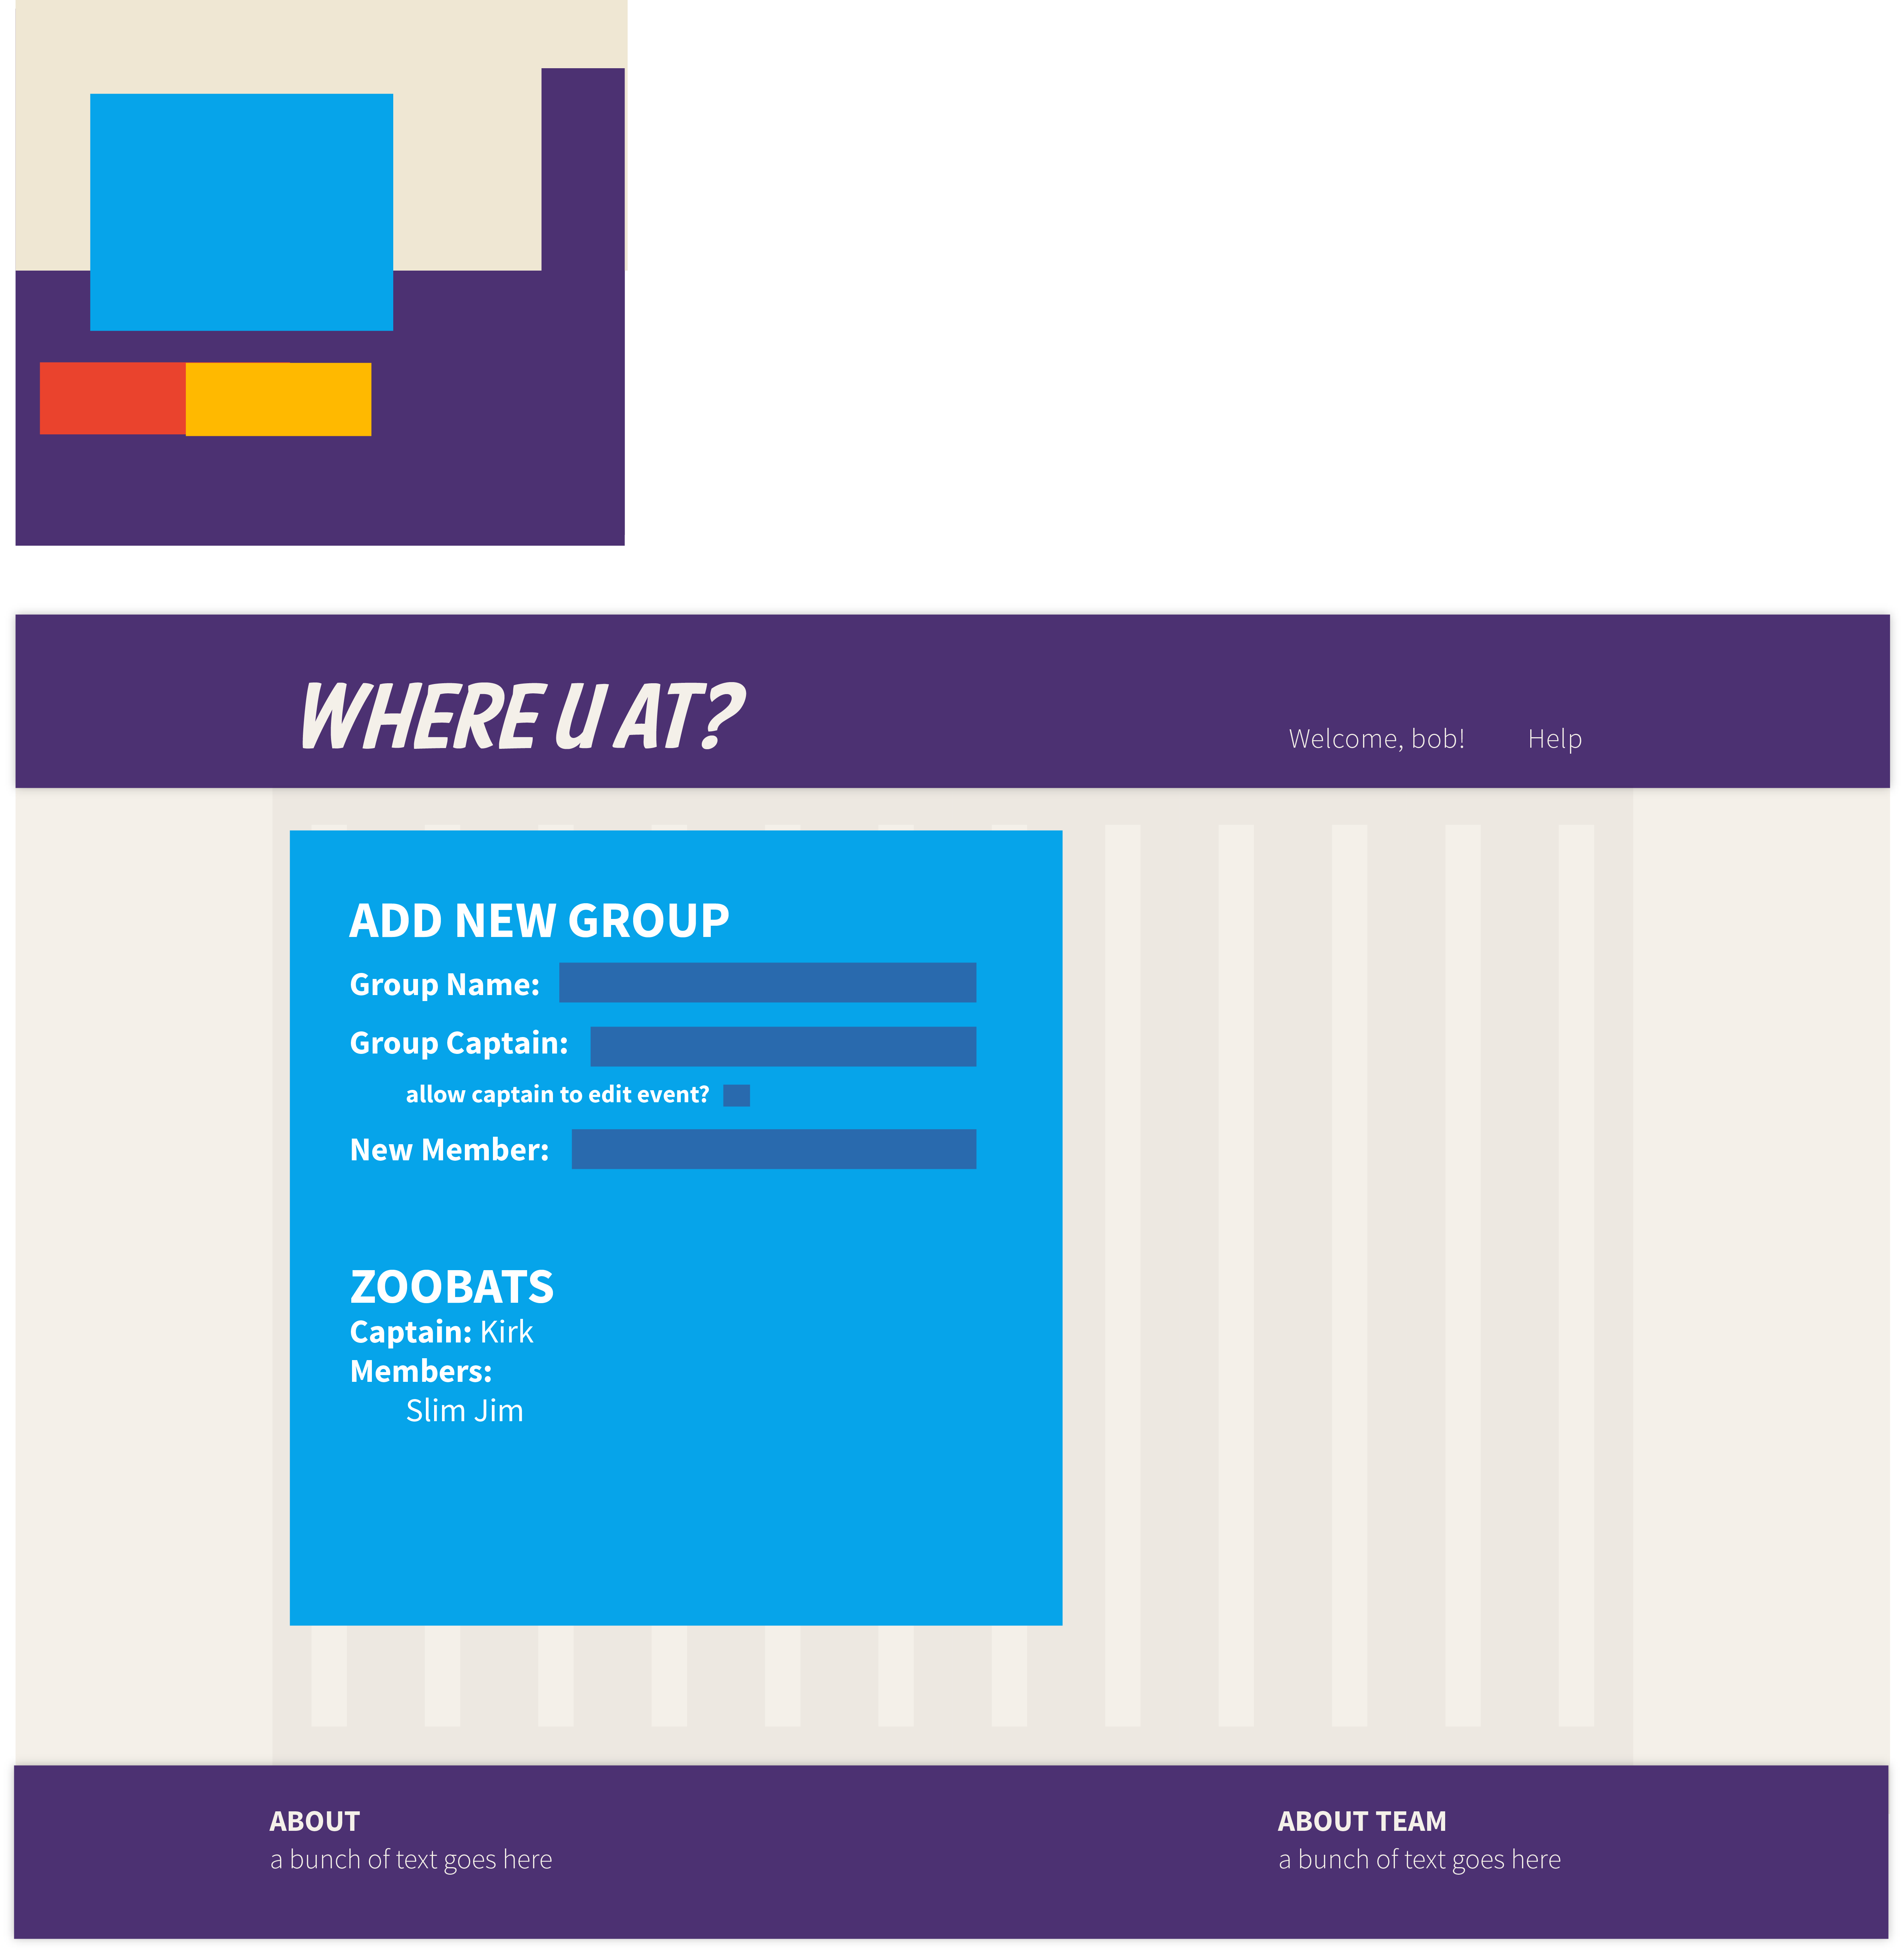 WHERE U AT?
Welcome, bob! Help
ADD NEW GROUP
Group Name:
Group Captain:
allow captain to edit event?
New Member:
ZOOBATS
Captain: Kirk
Members:
Slim Jim
ABOUT
a bunch of text goes here
ABOUT TEAM
a bunch of text goes here